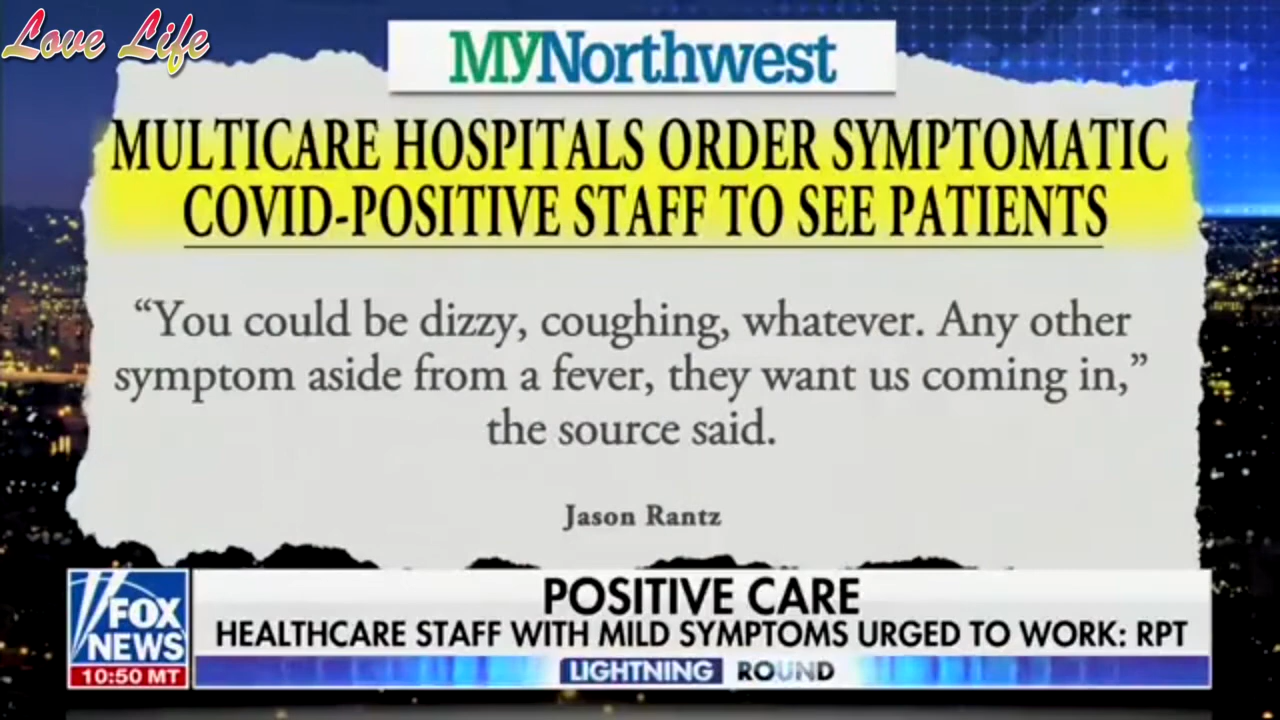 Love Life
MYNorthwest
MULTICARE HOSPITALS ORDER SYMPTOMATIC
COVID-POSITIVE STAFF TO SEE PATIENTS
“You could be dizzy, coughing, whatever. Any other
symptom aside from a fever, they want us coming in,”
the source said.
Jason Rantz
FOX
NEWS
10:50 MT
POSITIVE CARE
HEALTHCARE STAFF WITH MILD SYMPTOMS URGED TO WORK: RPT
LIGHTNING ROUND